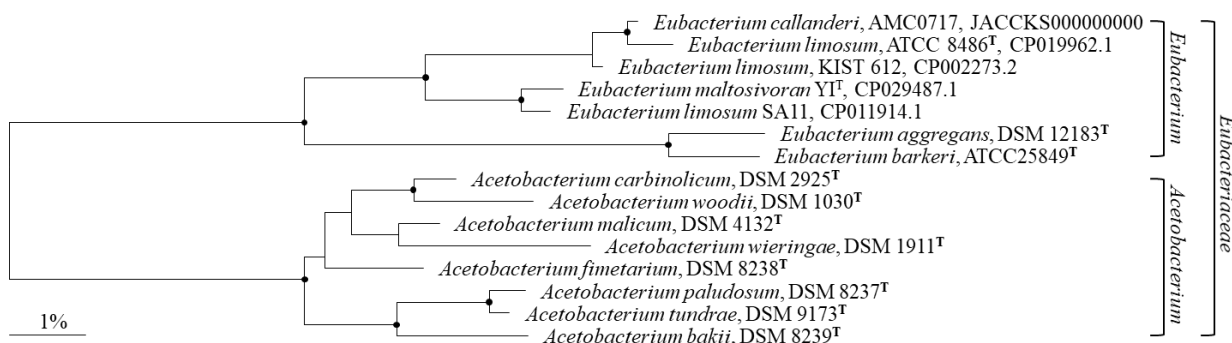 Eubacterium callanderi, AMC0717, JACCKS000000000
Eubacterium limosum, ATCC 8486ᵀ, CP019962.1
Eubacterium limosum, KIST 612, CP002273.2
Eubacterium maltosivoran YIᵀ, CP029487.1
Eubacterium limosum SA11, CP011914.1
Eubacterium aggregans, DSM 12183ᵀ
Eubacterium barkeri, ATCC25849ᵀ
Eubacterium
Acetobacterium carbinolicum, DSM 2925ᵀ
Acetobacterium woodii, DSM 1030ᵀ
Acetobacterium malicum, DSM 4132ᵀ
Acetobacterium wieringae, DSM 1911ᵀ
Acetobacterium fimetarium, DSM 8238ᵀ
Acetobacterium paludosum, DSM 8237ᵀ
Acetobacterium tundrae, DSM 9173ᵀ
Acetobacterium bakii, DSM 8239ᵀ
Acetobacterium
Eubacteriaceae
1%